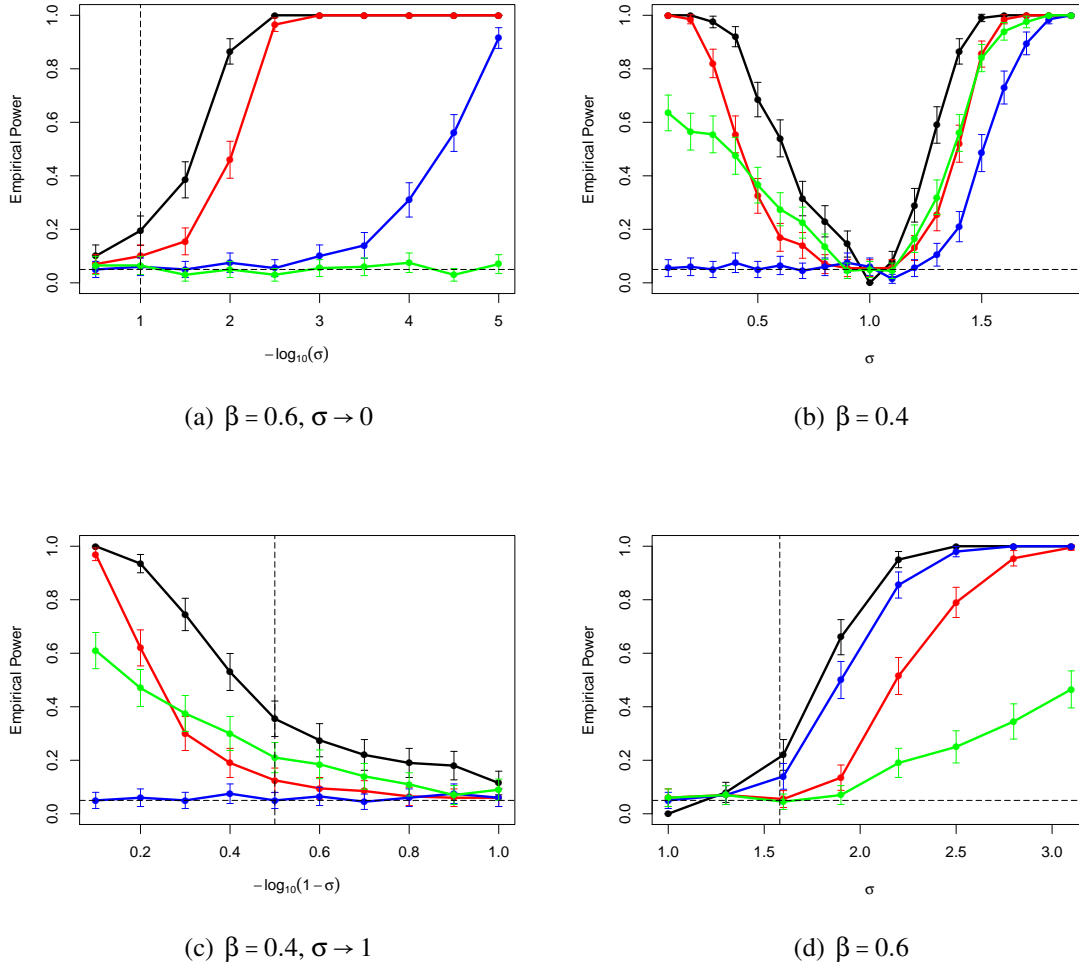 1.0
0.8
0.6
0.4
0.2
0.0
Empirical Power
1 2 3 4 5
−log₁₀(σ)
(a) β = 0.6, σ → 0
1.0
0.8
0.6
0.4
0.2
0.0
Empirical Power
0.5 1.0 1.5
σ
(b) β = 0.4
1.0
0.8
0.6
0.4
0.2
0.0
Empirical Power
0.2 0.4 0.6 0.8 1.0
−log₁₀(1−σ)
(c) β = 0.4, σ → 1
1.0
0.8
0.6
0.4
0.2
0.0
Empirical Power
1.0 1.5 2.0 2.5 3.0
σ
(d) β = 0.6